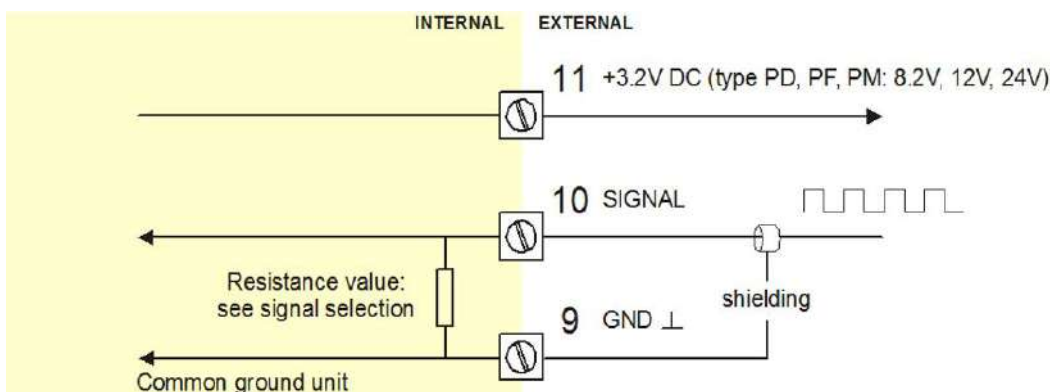 INTERNAL EXTERNAL
11 +3.2V DC (type PD, PF, PM: 8.2V, 12V, 24V)
10 SIGNAL
Resistance value:
see signal selection
shielding
9 GND ⊥
Common ground unit